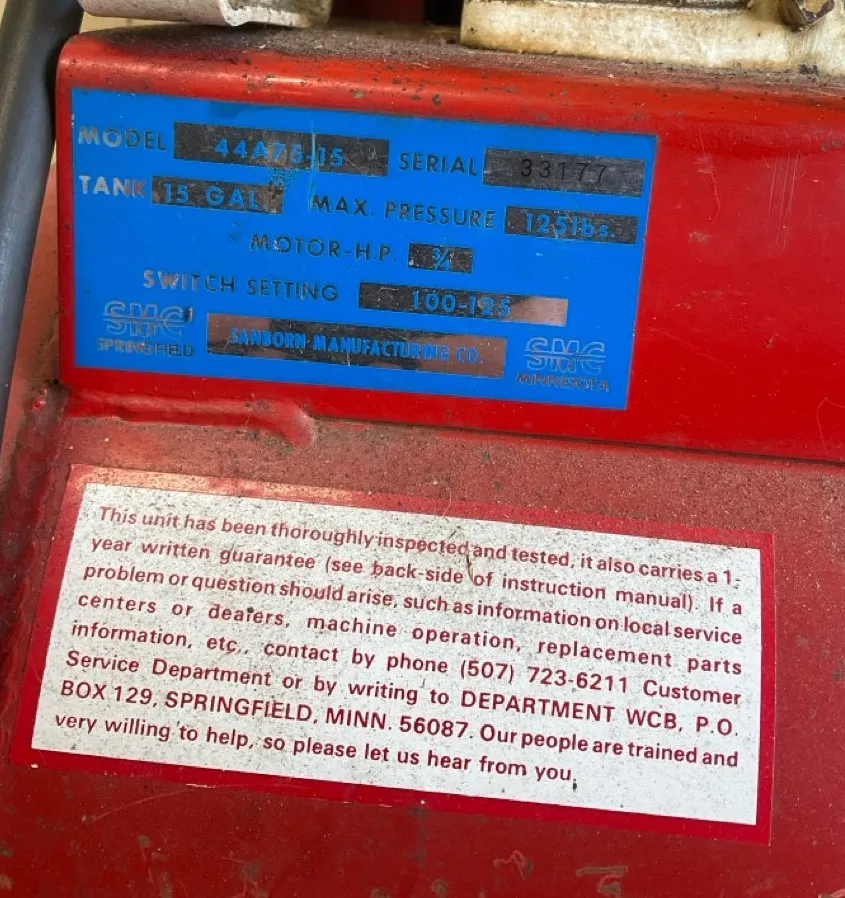 MODEL 44A75-15 SERIAL 33177
TANK 15 GAL. MAX. PRESSURE 125 lbs.
MOTOR-H.P. 3/4
SWITCH SETTING 100-125
SMC SPRINGFIELD
SANBORN MANUFACTURING CO.
SMC MINNESOTA
This unit has been thoroughly inspected and tested, it also carries a 1-
year written guarantee (see back-side of instruction manual). If a
problem or question should arise, such as information on local service
centers or dealers, machine operation, replacement parts
information, etc., contact by phone (507) 723-6211 Customer
Service Department or by writing to DEPARTMENT WCB, P.O.
BOX 129, SPRINGFIELD, MINN. 56087. Our people are trained and
very willing to help, so please let us hear from you.